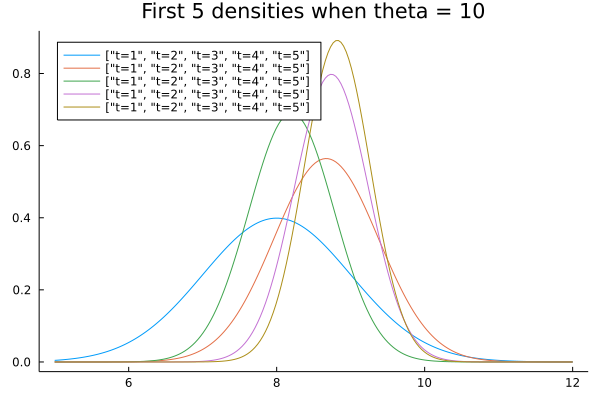 First 5 densities when theta = 10
["t=1", "t=2", "t=3", "t=4", "t=5"]
["t=1", "t=2", "t=3", "t=4", "t=5"]
["t=1", "t=2", "t=3", "t=4", "t=5"]
["t=1", "t=2", "t=3", "t=4", "t=5"]
["t=1", "t=2", "t=3", "t=4", "t=5"]
0.8
0.6
0.4
0.2
0.0
6 8 10 12